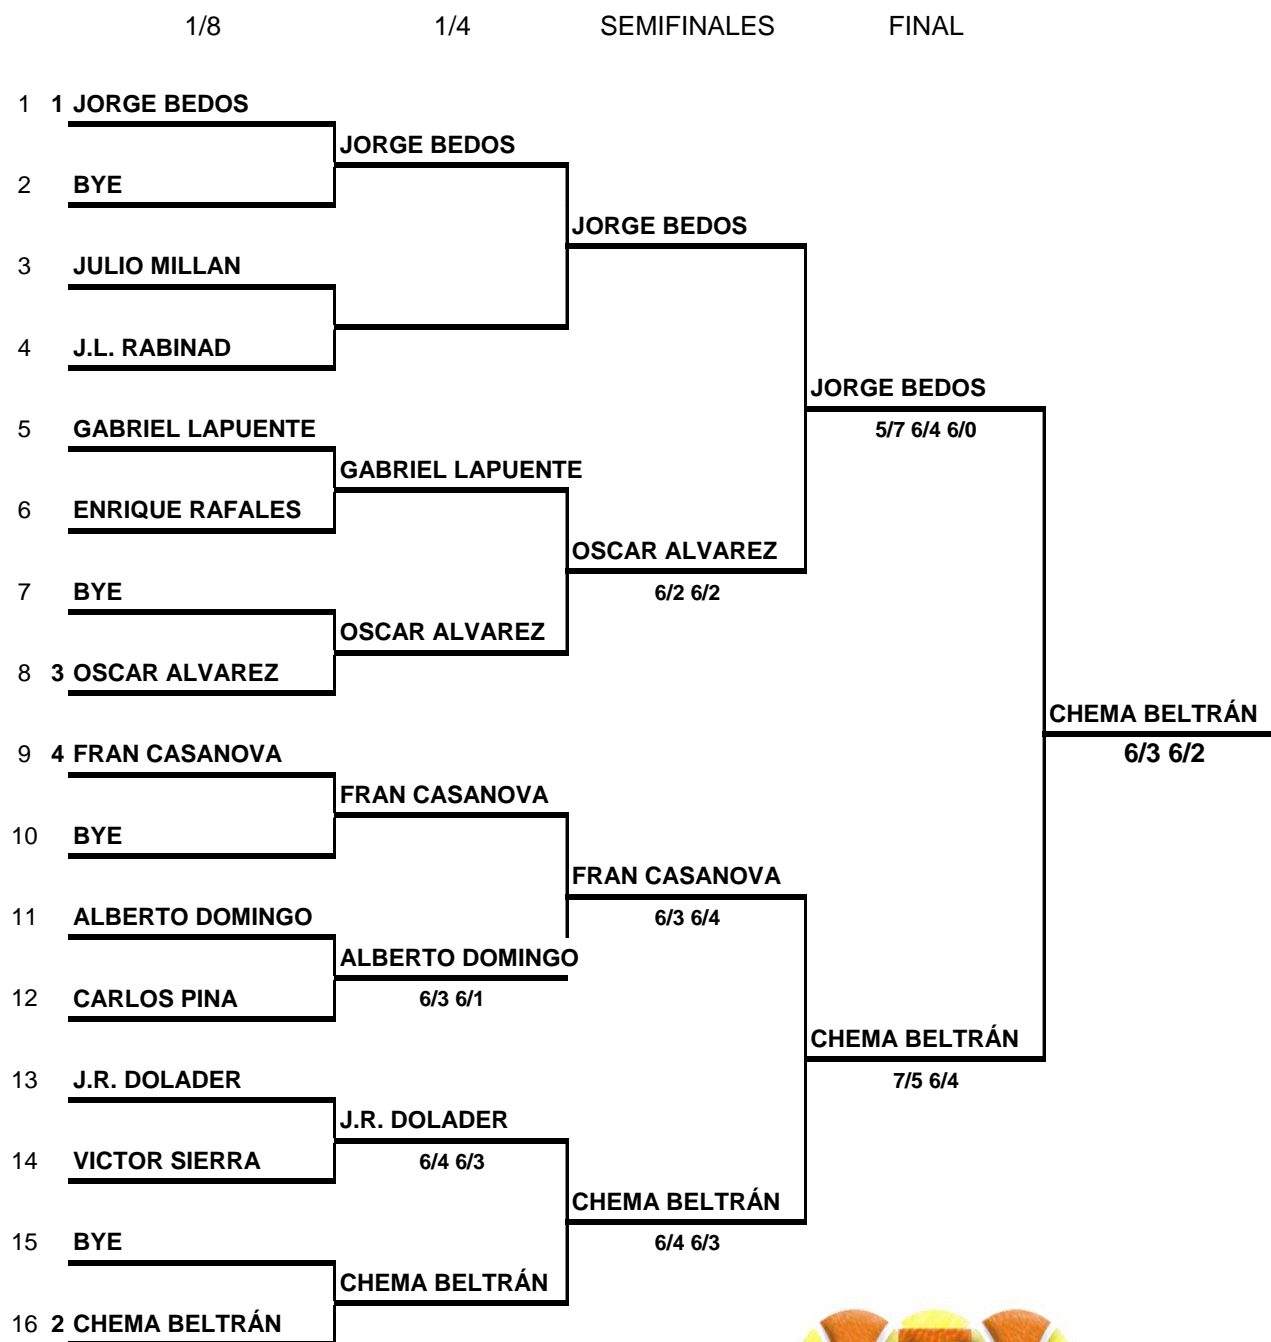 1/8 1/4 SEMIFINALES FINAL
1 1 JORGE BEDOS
JORGE BEDOS
2 BYE
JORGE BEDOS
3 JULIO MILLAN
4 J.L. RABINAD
JORGE BEDOS
5 GABRIEL LAPUENTE 5/7 6/4 6/0
GABRIEL LAPUENTE
6 ENRIQUE RAFALES
OSCAR ALVAREZ
7 BYE 6/2 6/2
OSCAR ALVAREZ
8 3 OSCAR ALVAREZ
CHEMA BELTRÁN
9 4 FRAN CASANOVA 6/3 6/2
FRAN CASANOVA
10 BYE
FRAN CASANOVA
11 ALBERTO DOMINGO 6/3 6/4
ALBERTO DOMINGO
12 CARLOS PINA 6/3 6/1
CHEMA BELTRÁN
13 J.R. DOLADER 7/5 6/4
J.R. DOLADER
14 VICTOR SIERRA 6/4 6/3
CHEMA BELTRÁN
15 BYE 6/4 6/3
CHEMA BELTRÁN
16 2 CHEMA BELTRÁN